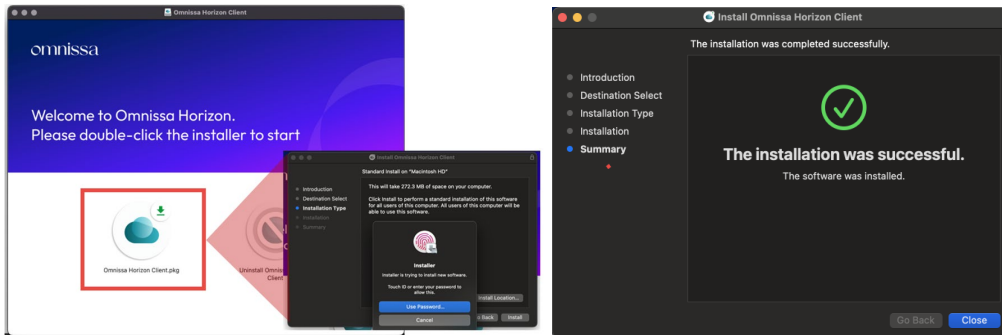 Omnissa Horizon Client
omnissa
Welcome to Omnissa Horizon.
Please double-click the installer to start
Omnissa Horizon Client.pkg
Uninstall Omnis
Client
Install Omnissa Horizon Client
Standard Install on "Macintosh HD"
Introduction
Destination Select
Installation Type
Installation
Summary
This will take 272.3 MB of space on your computer.
Click Install to perform a standard installation of this software
for all users of this computer. All users of this computer will be
able to use this software.
Installer
Installer is trying to install new software.
Touch ID or enter your password to
allow this.
Use Password...
Cancel
Install Location...
Back
Install
Install Omnissa Horizon Client
The installation was completed successfully.
Introduction
Destination Select
Installation Type
Installation
Summary
The installation was successful.
The software was installed.
Go Back
Close